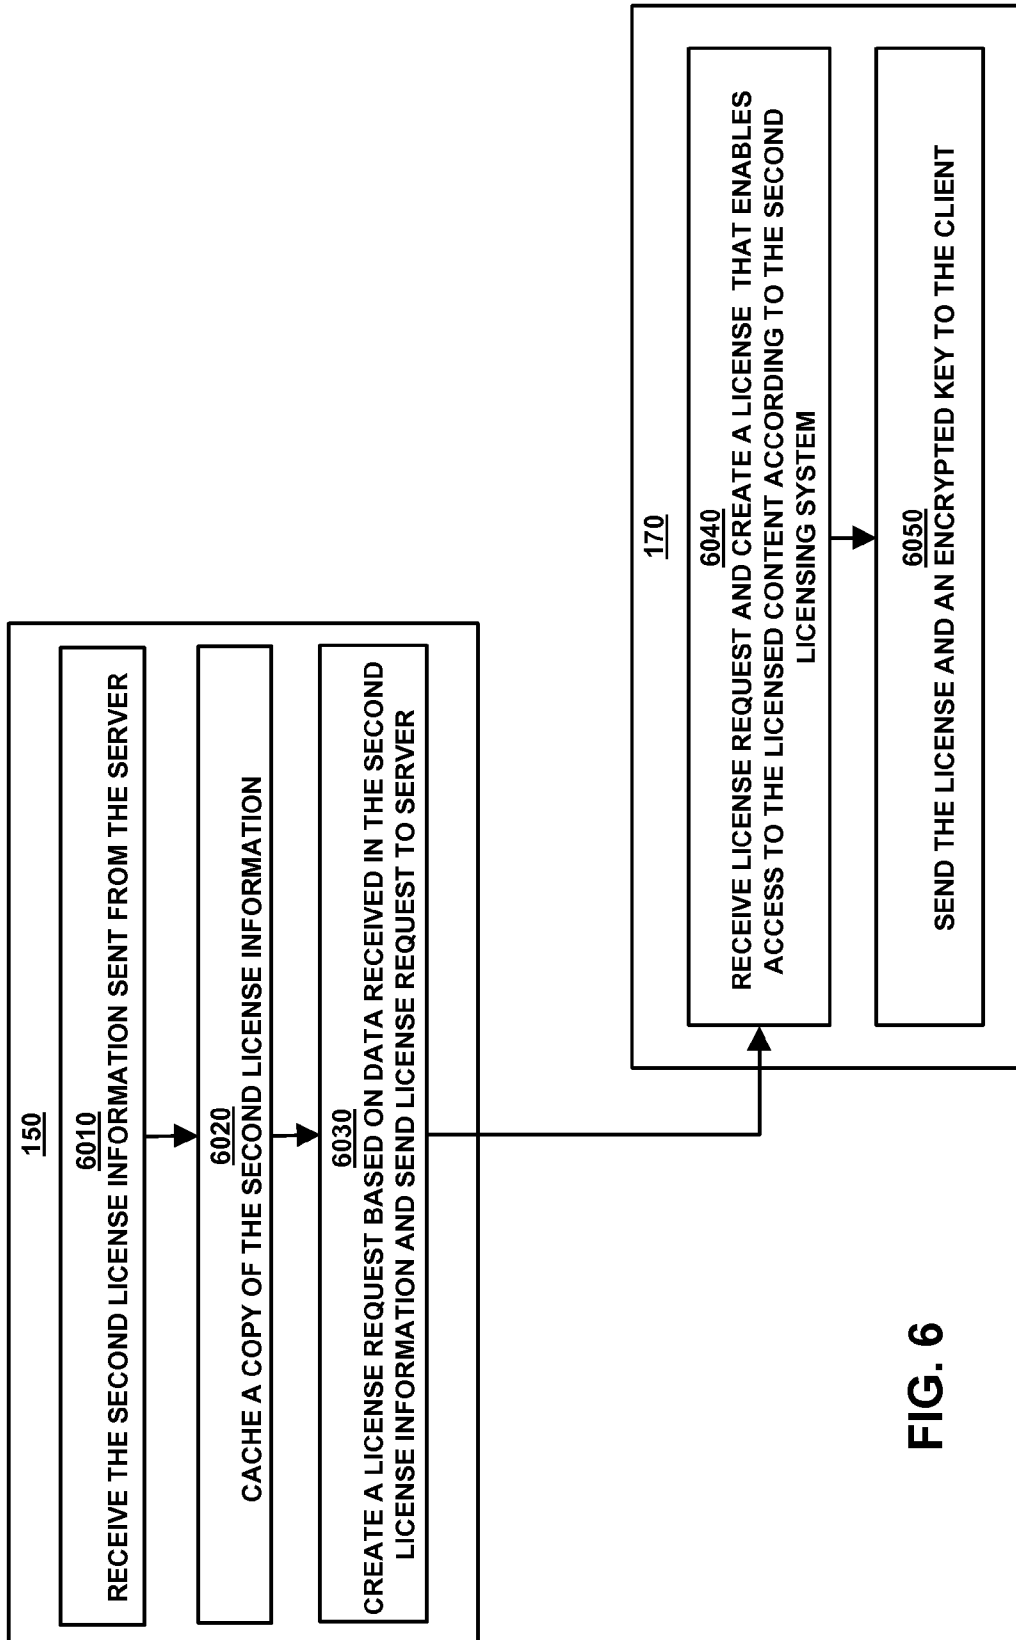 150
6010
RECEIVE THE SECOND LICENSE INFORMATION SENT FROM THE SERVER
6020
CACHE A COPY OF THE SECOND LICENSE INFORMATION
6030
CREATE A LICENSE REQUEST BASED ON DATA RECEIVED IN THE SECOND
LICENSE INFORMATION AND SEND LICENSE REQUEST TO SERVER
170
6040
RECEIVE LICENSE REQUEST AND CREATE A LICENSE THAT ENABLES
ACCESS TO THE LICENSED CONTENT ACCORDING TO THE SECOND
LICENSING SYSTEM
6050
SEND THE LICENSE AND AN ENCRYPTED KEY TO THE CLIENT
FIG. 6